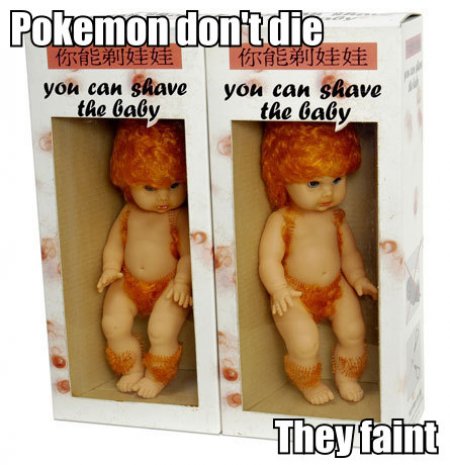 Pokemon don't die
你能剃娃娃
你能剃娃娃
you can shave
the baby
you can shave
the baby
They faint